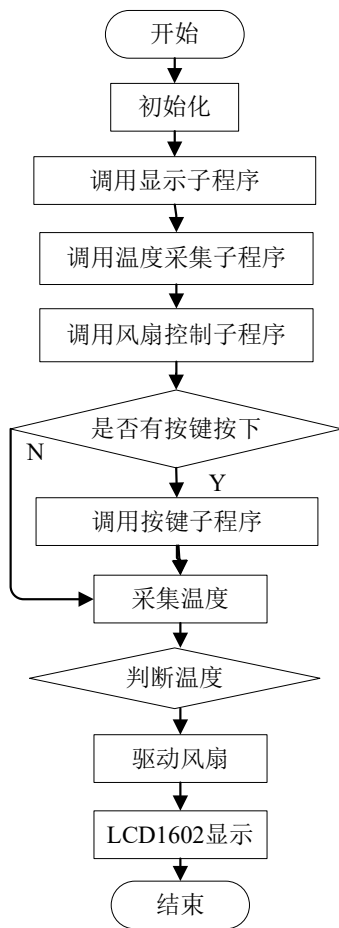 开始
初始化
调用显示子程序
调用温度采集子程序
调用风扇控制子程序
是否有按键按下
N
Y
调用按键子程序
采集温度
判断温度
驱动风扇
LCD1602显示
结束